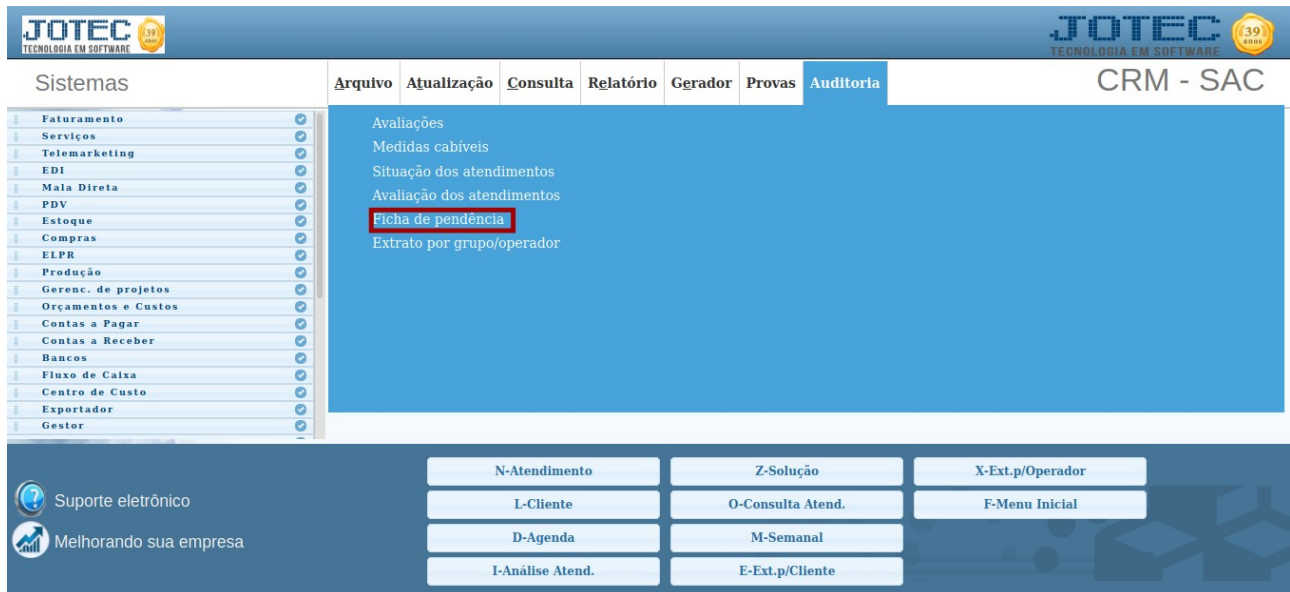 JOTEC 39 anos
TECNOLOGIA EM SOFTWARE
JOTEC 39 anos
TECNOLOGIA EM SOFTWARE
Sistemas
Arquivo Atualização Consulta Relatório Gerador Provas Auditoria
CRM - SAC
Faturamento
Serviços
Telemarketing
EDI
Mala Direta
PDV
Estoque
Compras
ELPR
Produção
Gerenc. de projetos
Orçamentos e Custos
Contas a Pagar
Contas a Receber
Bancos
Fluxo de Caixa
Centro de Custo
Exportador
Gestor
Avaliações
Medidas cabíveis
Situação dos atendimentos
Avaliação dos atendimentos
Ficha de pendência
Extrato por grupo/operador
Suporte eletrônico
Melhorando sua empresa
N-Atendimento Z-Solução X-Ext.p/Operador
L-Cliente O-Consulta Atend. F-Menu Inicial
D-Agenda M-Semanal
I-Análise Atend. E-Ext.p/Cliente